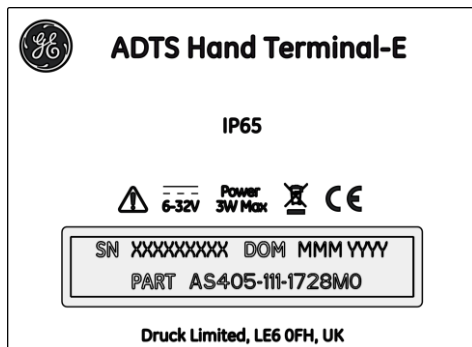 GE
ADTS Hand Terminal-E
IP65
6-32V Power 3W Max CE
SN XXXXXXXXX DOM MMM YYYY
PART AS405-111-1728M0
Druck Limited, LE6 0FH, UK